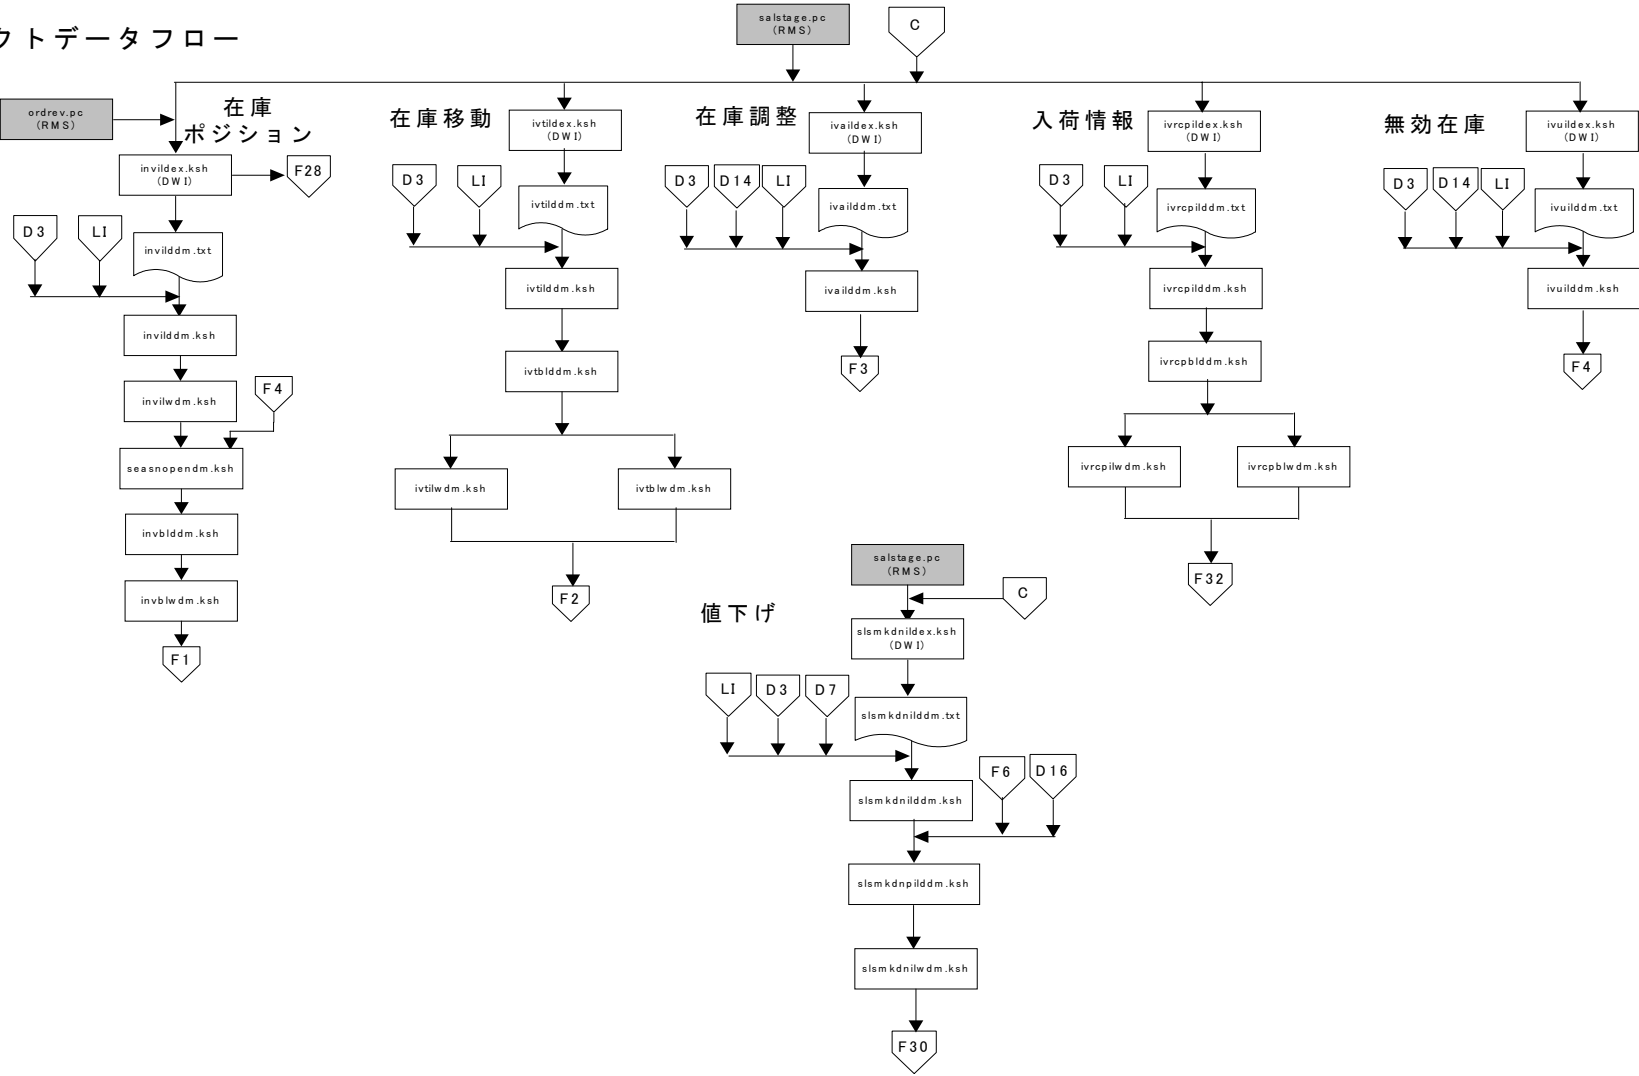 クトデータフロー
salstage.pc
(RMS)
C
ordrev.pc
(RMS)
在庫
ポジション
invildex.ksh
(DWI)
F28
D3
LI
invilddm.txt
invilddm.ksh
invilwdm.ksh
F4
seasnopendm.ksh
invblddm.ksh
invblwdm.ksh
F1
在庫移動
ivtildex.ksh
(DWI)
D3
LI
ivtilddm.txt
ivtilddm.ksh
ivtblddm.ksh
ivtilwdm.ksh
ivtblwdm.ksh
F2
在庫調整
ivaildex.ksh
(DWI)
D3
D14
LI
ivailddm.txt
ivailddm.ksh
F3
入荷情報
ivrcpildex.ksh
(DWI)
D3
LI
ivrcpilddm.txt
ivrcpilddm.ksh
ivrcpblddm.ksh
ivrcpilwdm.ksh
ivrcpblwdm.ksh
F32
無効在庫
ivuildex.ksh
(DWI)
D3
D14
LI
ivuilddm.txt
ivuilddm.ksh
F4
値下げ
salstage.pc
(RMS)
C
slsmkdnildex.ksh
(DWI)
LI
D3
D7
slsmkdnilddm.txt
slsmkdnilddm.ksh
F6
D16
slsmkdnpilddm.ksh
slsmkdnilwdm.ksh
F30